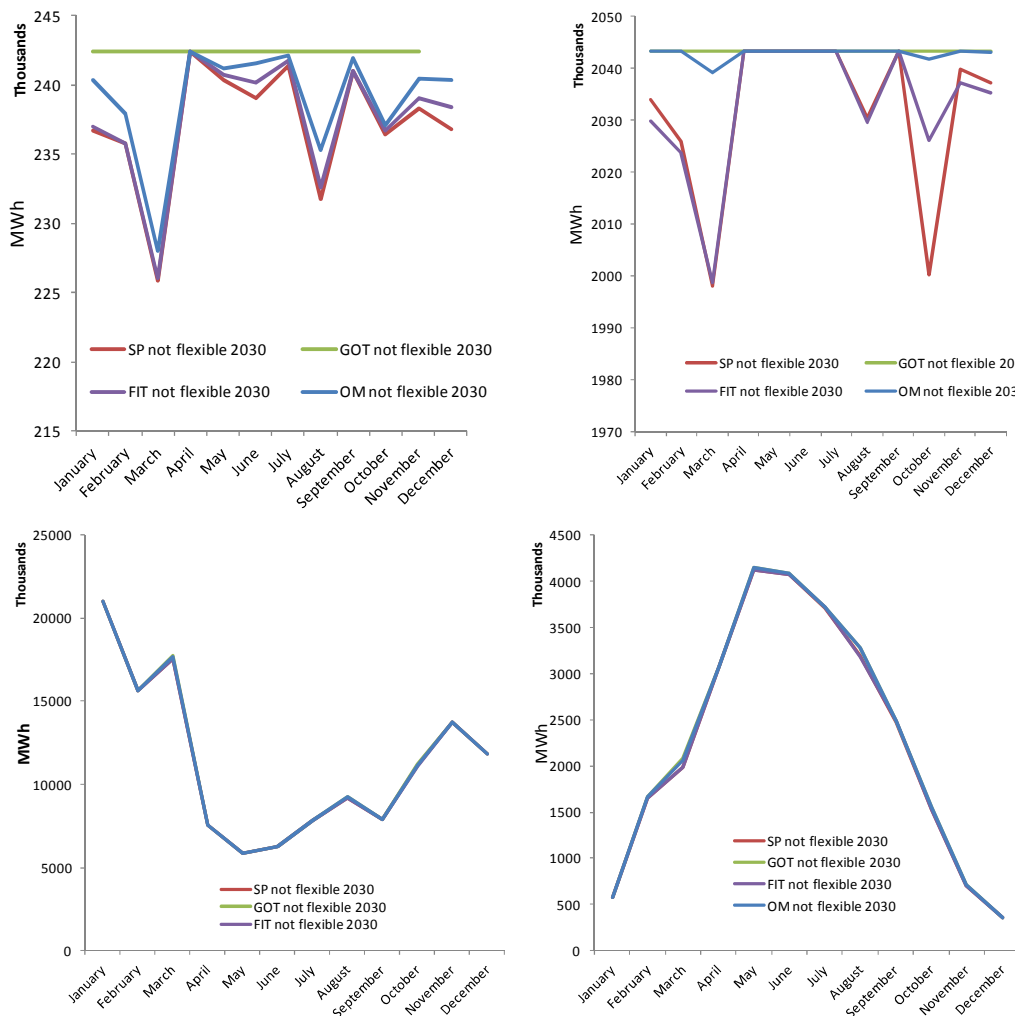 245
240
235
230
225
220
215
Thousands
MWh
SP not flexible 2030
GOT not flexible 2030
FIT not flexible 2030
OM not flexible 2030
January
February
March
April
May
June
July
August
September
October
November
December
2050
2040
2030
2020
2010
2000
1990
1980
1970
Thousands
MWh
SP not flexible 2030
GOT not flexible 20
FIT not flexible 2030
OM not flexible 203
January
February
March
April
May
June
July
August
September
October
November
December
25000
20000
15000
10000
5000
0
Thousands
MWh
SP not flexible 2030
GOT not flexible 2030
FIT not flexible 2030
January
February
March
April
May
June
July
August
September
October
November
December
4500
4000
3500
3000
2500
2000
1500
1000
500
0
Thousands
MWh
SP not flexible 2030
GOT not flexible 2030
FIT not flexible 2030
OM not flexible 2030
January
February
March
April
May
June
July
August
September
October
November
December